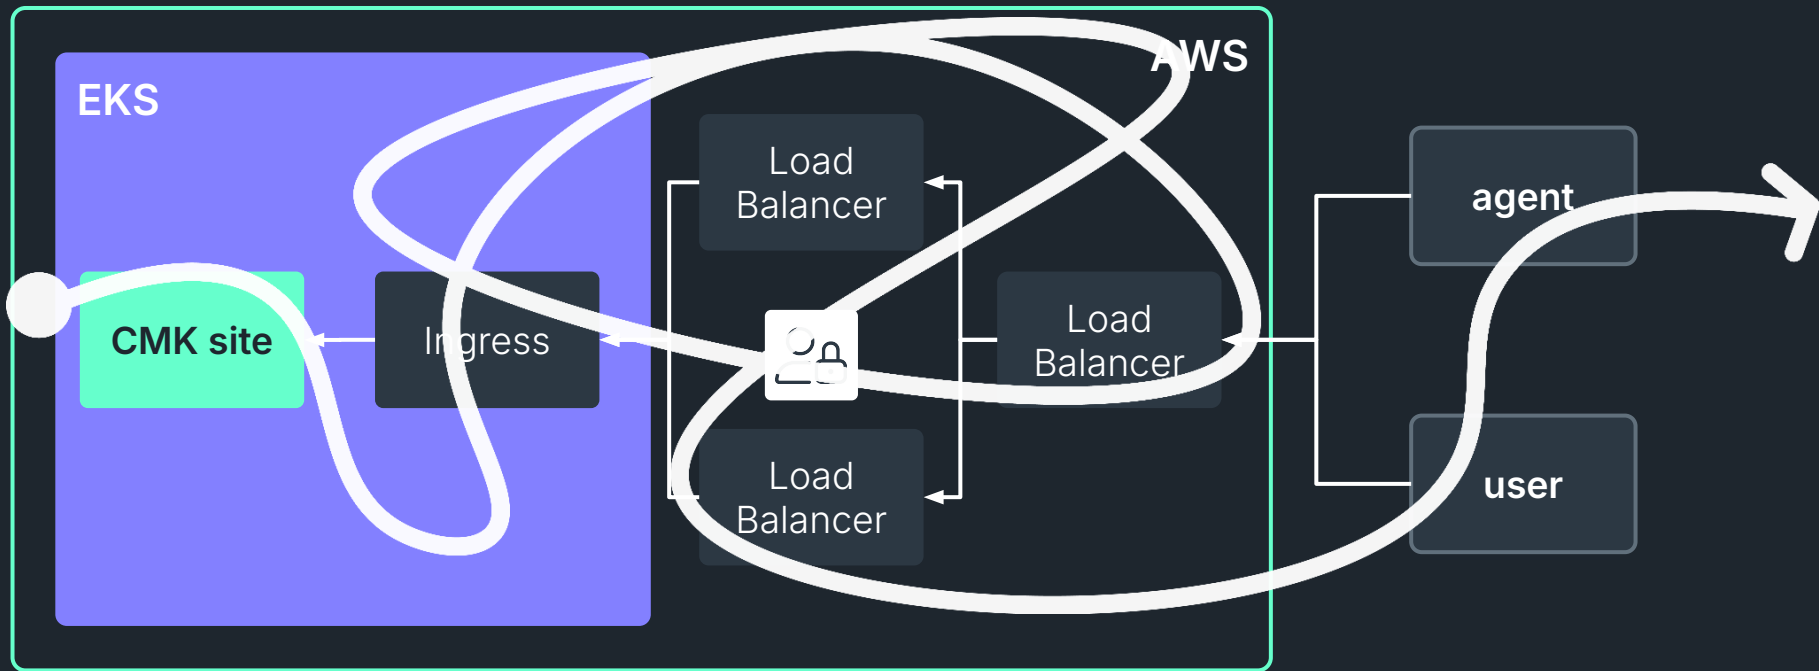 AWS
EKS
Load
Balancer
agent
CMK site
Ingress
Load
Balancer
Load
Balancer
user